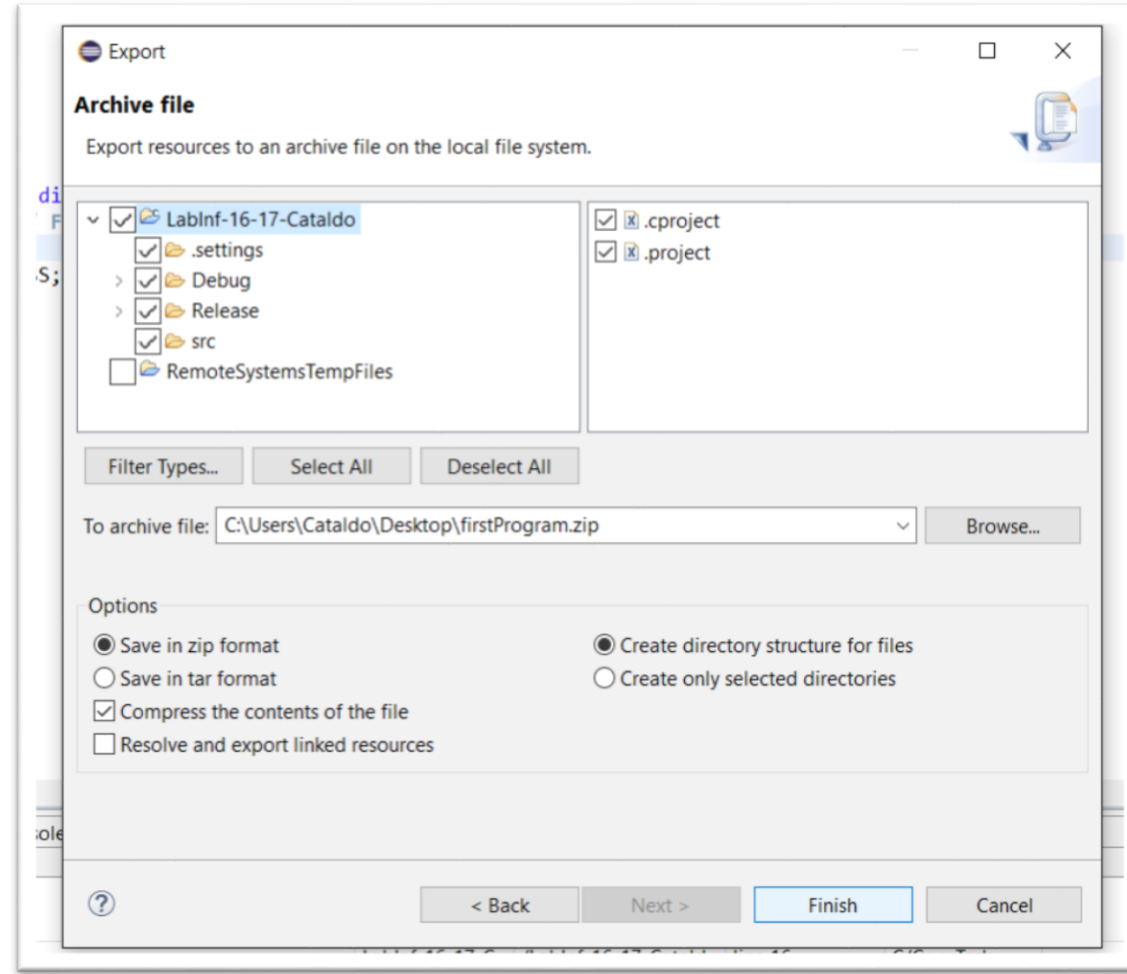 Export
Archive file
Export resources to an archive file on the local file system.
di
F
S;
LabInf-16-17-Cataldo
.settings
Debug
Release
src
RemoteSystemsTempFiles
.cproject
.project
Filter Types...
Select All
Deselect All
To archive file:
C:\Users\Cataldo\Desktop\firstProgram.zip
Browse...
Options
Save in zip format
Create directory structure for files
Save in tar format
Create only selected directories
Compress the contents of the file
Resolve and export linked resources
sole
?
< Back
Next >
Finish
Cancel